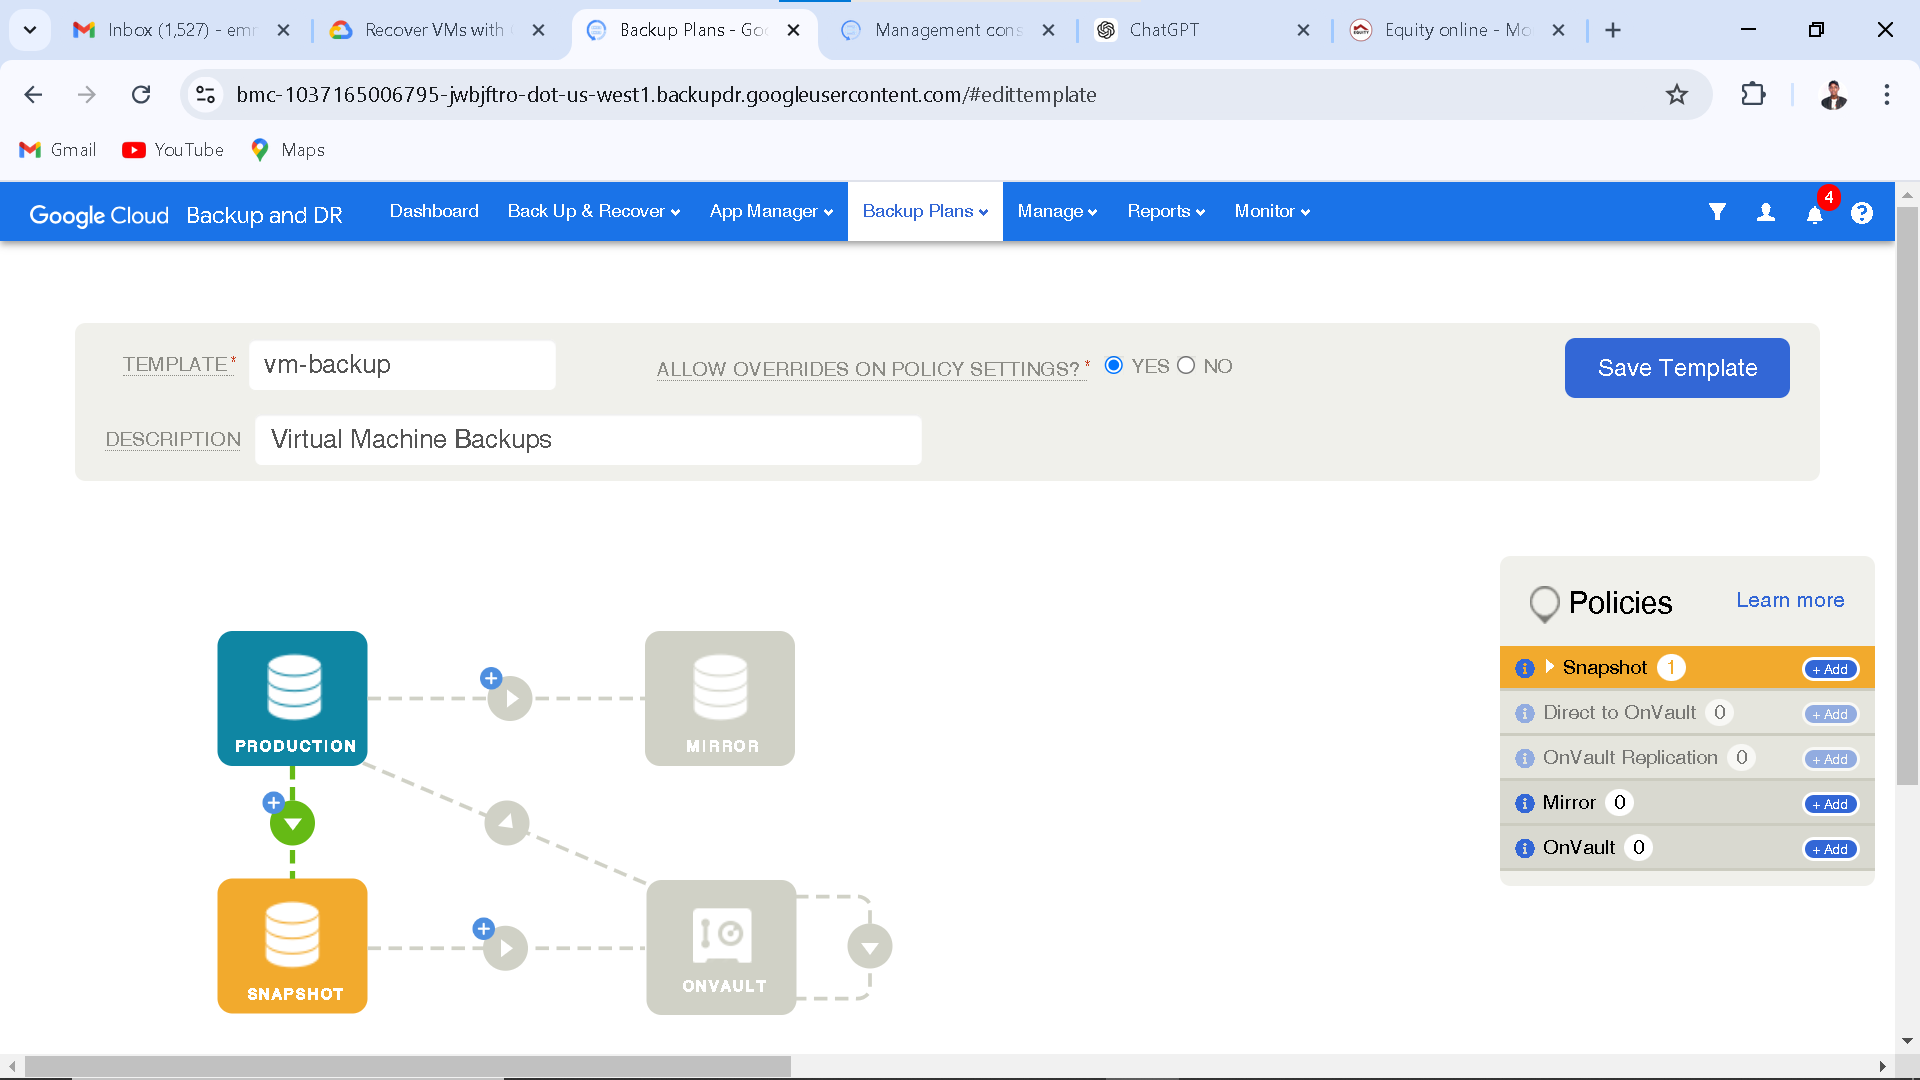 Inbox (1,527) - em
Recover VMs with
Backup Plans - Goo
Management cons
ChatGPT
Equity online - Mo
bmc-1037165006795-jwbjftro-dot-us-west1.backupdr.googleusercontent.com/#edittemplate
Gmail
YouTube
Maps
Google Cloud Backup and DR
Dashboard
Back Up & Recover
App Manager
Backup Plans
Manage
Reports
Monitor
4
TEMPLATE*
vm-backup
ALLOW OVERRIDES ON POLICY SETTINGS?*
YES
NO
Save Template
DESCRIPTION
Virtual Machine Backups
Policies
Learn more
Snapshot 1 + Add
Direct to OnVault 0 + Add
OnVault Replication 0 + Add
Mirror 0 + Add
OnVault 0 + Add
PRODUCTION
MIRROR
SNAPSHOT
ONVAULT